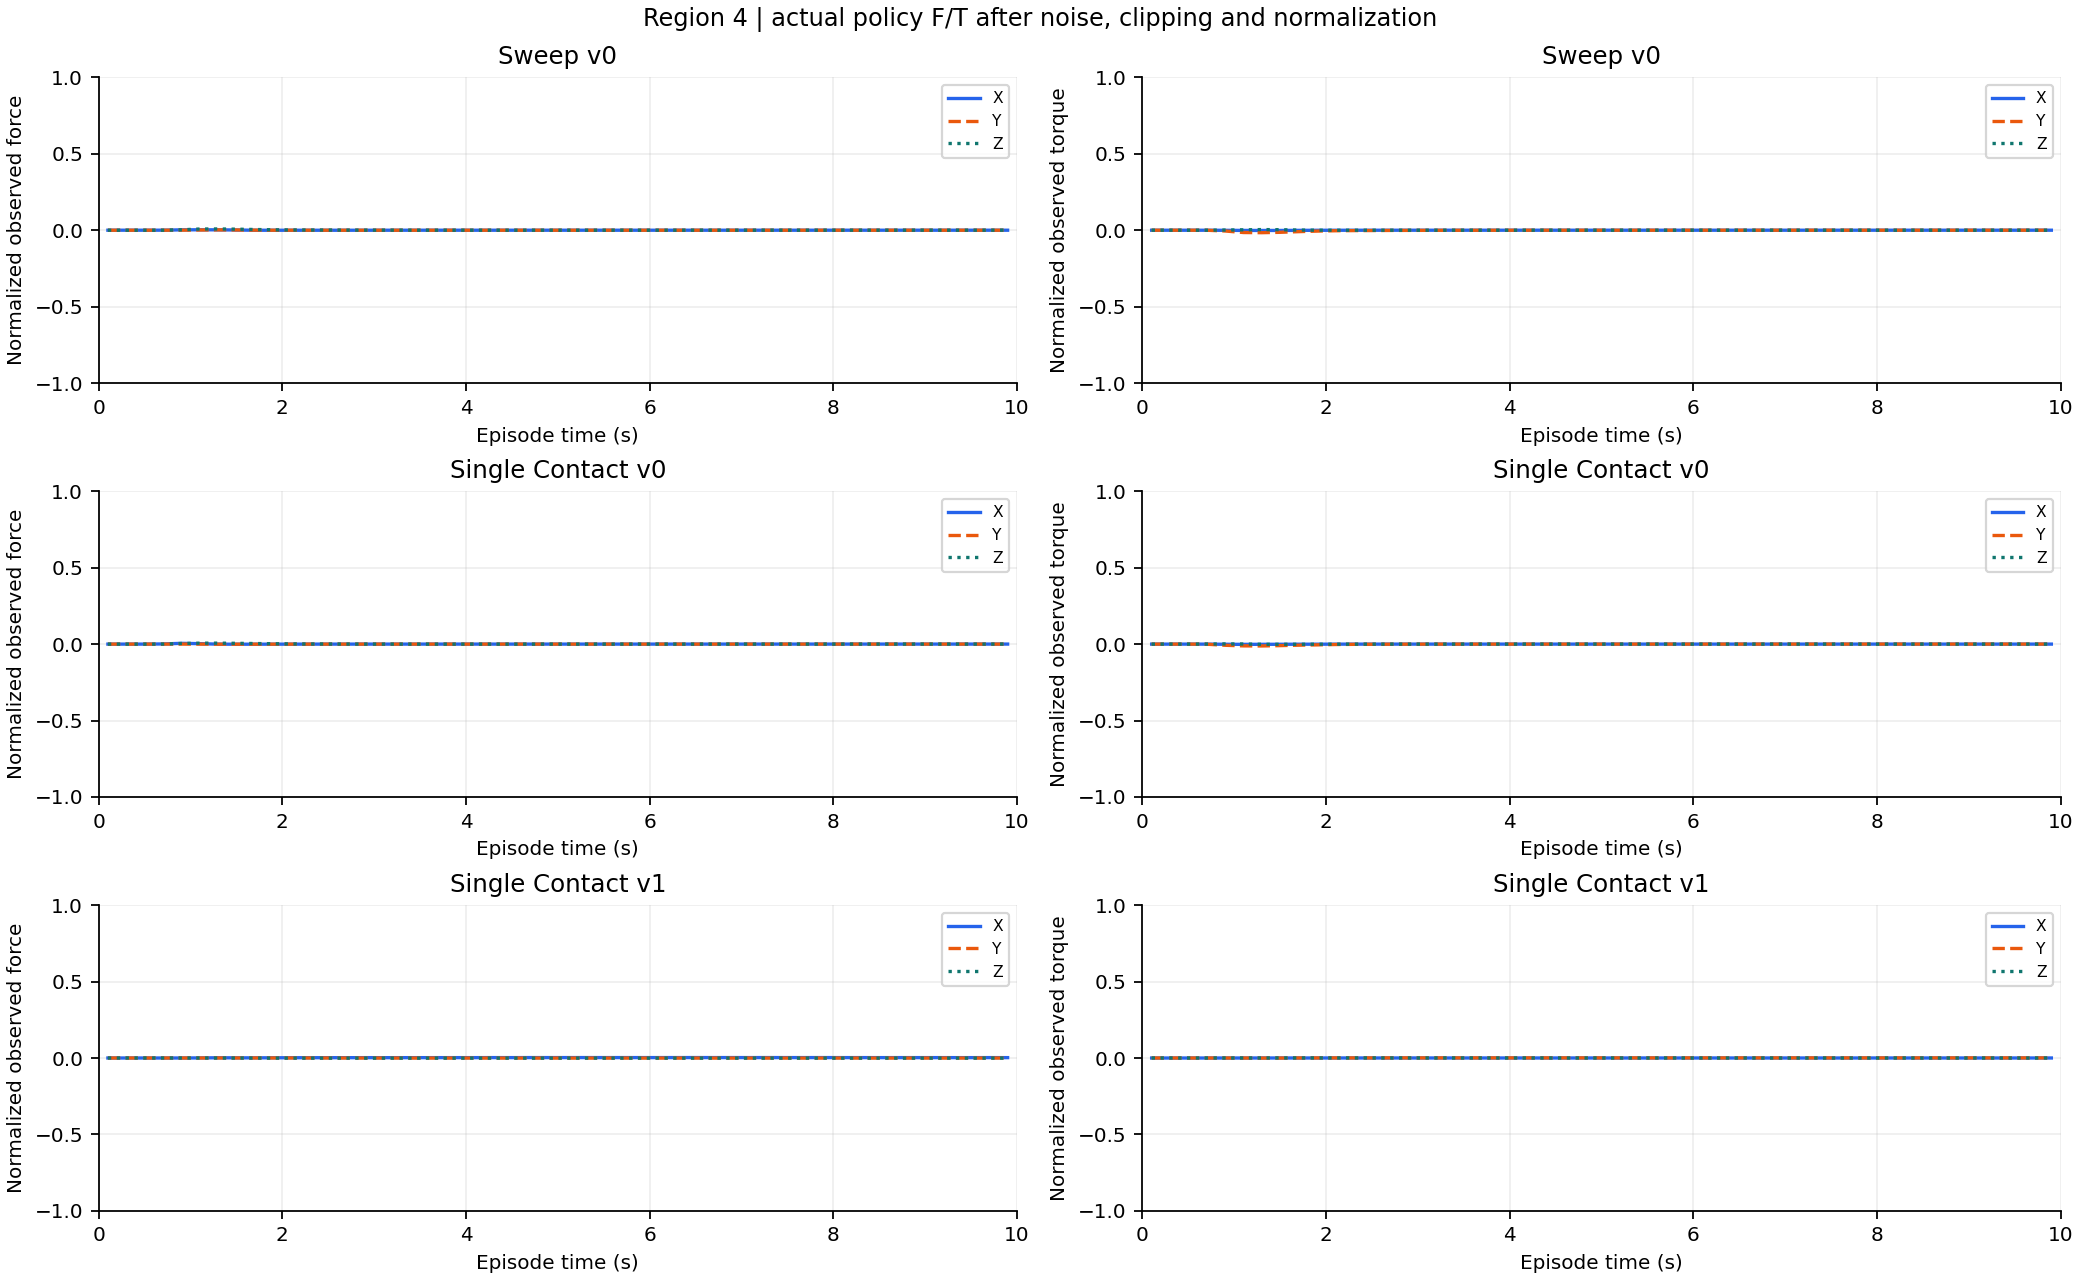 Region 4 | actual policy F/T after noise, clipping and normalization
Sweep v0
Normalized observed force
1.0
0.5
0.0
−0.5
−1.0
0 2 4 6 8 10
Episode time (s)
X
Y
Z
Sweep v0
Normalized observed torque
1.0
0.5
0.0
−0.5
−1.0
0 2 4 6 8 10
Episode time (s)
X
Y
Z
Single Contact v0
Normalized observed force
1.0
0.5
0.0
−0.5
−1.0
0 2 4 6 8 10
Episode time (s)
X
Y
Z
Single Contact v0
Normalized observed torque
1.0
0.5
0.0
−0.5
−1.0
0 2 4 6 8 10
Episode time (s)
X
Y
Z
Single Contact v1
Normalized observed force
1.0
0.5
0.0
−0.5
−1.0
0 2 4 6 8 10
Episode time (s)
X
Y
Z
Single Contact v1
Normalized observed torque
1.0
0.5
0.0
−0.5
−1.0
0 2 4 6 8 10
Episode time (s)
X
Y
Z